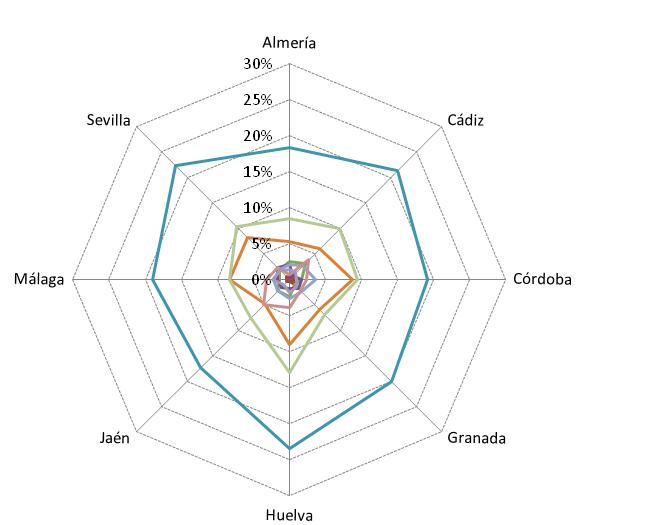 Almería
30%
25%
Sevilla
Cádiz
20%
15%
10%
5%
Málaga
0%
Córdoba
Jaén
Granada
Huelva